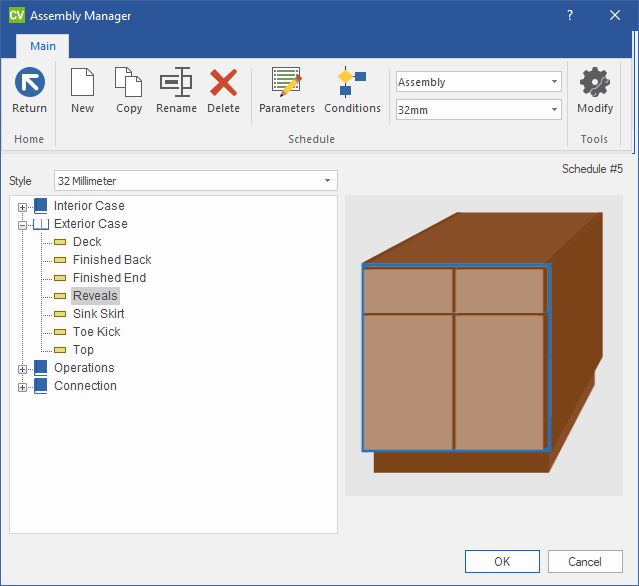 CV Assembly Manager ?
Main
Return New Copy Rename Delete Parameters Conditions Assembly 32mm Modify
Home Schedule Tools
Schedule #5
Style 32 Millimeter
Interior Case
Exterior Case
Deck
Finished Back
Finished End
Reveals
Sink Skirt
Toe Kick
Top
Operations
Connection
OK Cancel